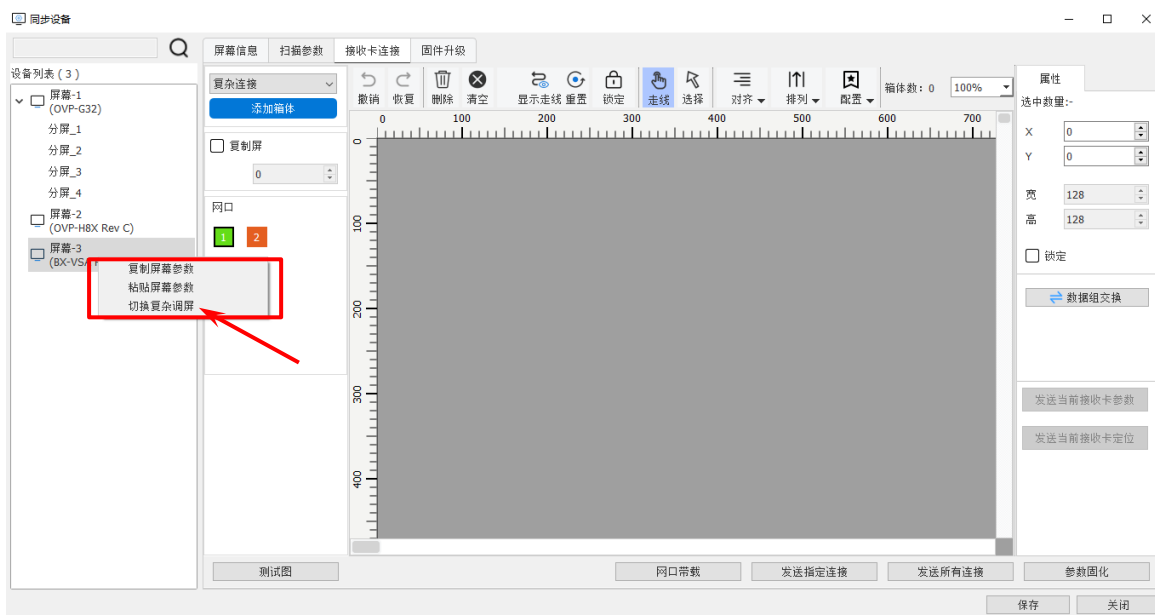 同步设备
屏幕信息 扫描参数 接收卡连接 固件升级
设备列表 ( 3 )
屏幕-1
(OVP-G32)
分屏_1
分屏_2
分屏_3
分屏_4
屏幕-2
(OVP-H8X Rev C)
屏幕-3
(BX-VSA
复制屏幕参数
粘贴屏幕参数
切换复杂调屏
复杂连接
添加箱体
复制屏
0
网口
1 2
撤销 恢复 删除 清空 显示走线 重置 锁定 走线 选择 对齐 排列 配置 箱体数: 0 100%
0 100 200 300 400 500 600 700
0
100
200
300
400
属性
选中数量:-
X 0
Y 0
宽 128
高 128
锁定
数据组交换
发送当前接收卡参数
发送当前接收卡定位
测试图 网口带载 发送指定连接 发送所有连接 参数固化
保存 关闭